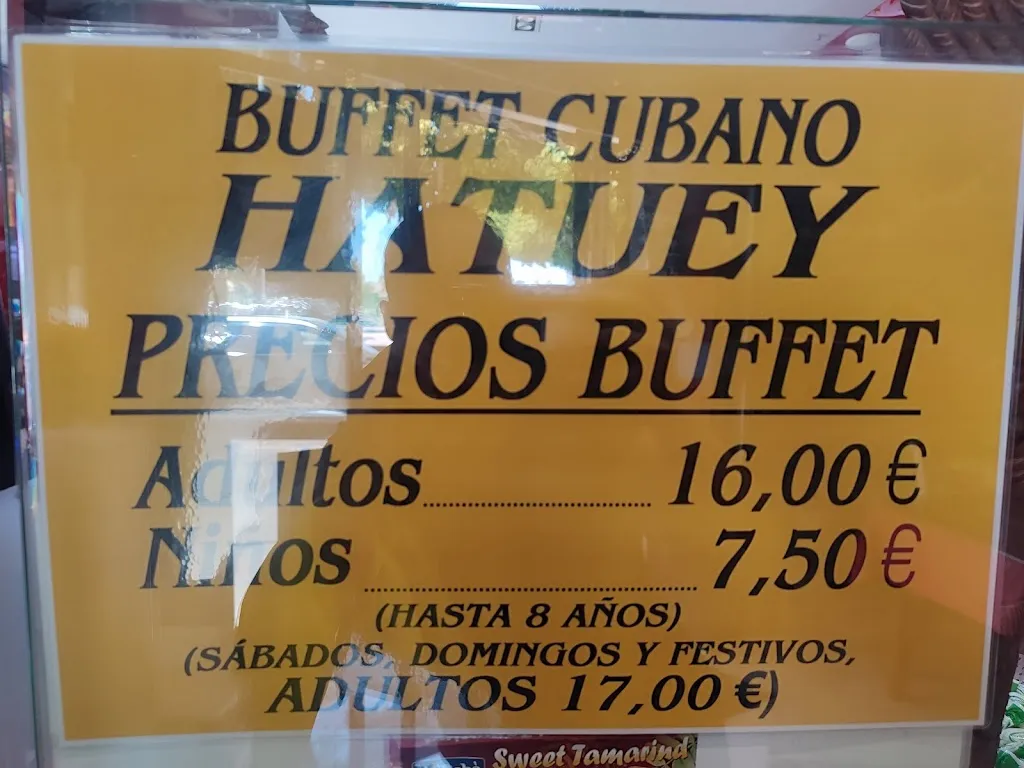 BUFFET CUBANO
HATUEY
PRECIOS BUFFET
Adultos 16,00 €
Niños 7,50 €
(HASTA 8 AÑOS)
(SÁBADOS, DOMINGOS Y FESTIVOS,
ADULTOS 17,00 €)
Sweet Tamarind